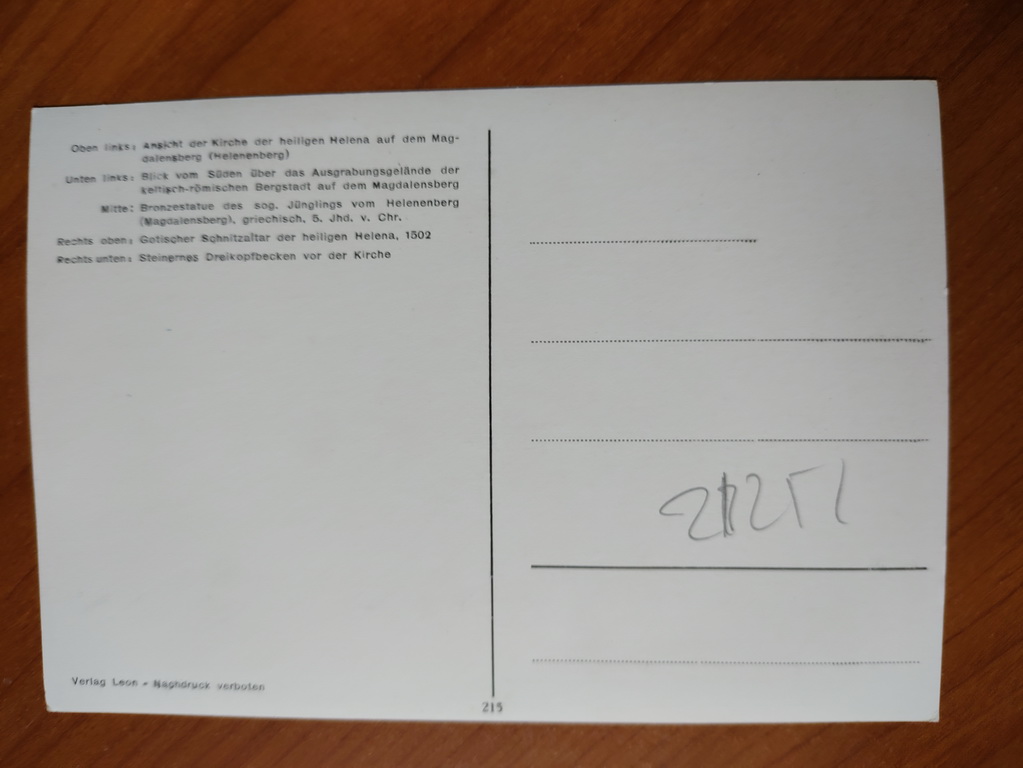 Oben links: Ansicht der Kirche der heiligen Helena auf dem Mag-
dalensberg (Helenenberg)
Unten links: Blick vom Süden über das Ausgrabungsgelände der
keltisch-römischen Bergstadt auf dem Magdalensberg
Mitte: Bronzestatue des sog. Jünglings vom Helenenberg
(Magdalensberg), griechisch, 5. Jhd. v. Chr.
Rechts oben: Gotischer Schnitzaltar der heiligen Helena, 1502
Rechts unten: Steinernes Dreikopfbecken vor der Kirche
Verlag Leon - Nachdruck verboten
215